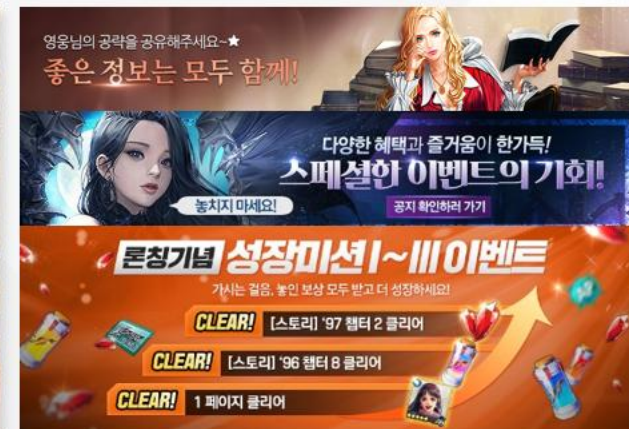 영웅님의 공략을 공유해주세요~★
좋은 정보는 모두 함께!
다양한 혜택과 즐거움이 한가득!
스페셜한 이벤트의 기회!
놓치지 마세요!
공지 확인하러 가기
론칭기념 성장미션 I~III 이벤트
가시는 걸음, 놓인 보상 모두 받고 더 성장하세요!
CLEAR! [스토리] '97 챕터 2 클리어
CLEAR! [스토리] '96 챕터 8 클리어
CLEAR! 1 페이지 클리어